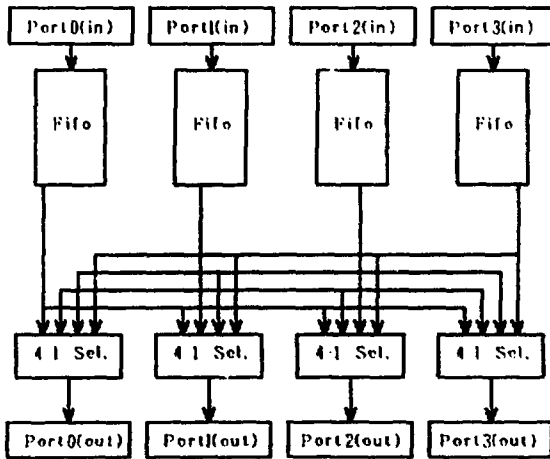 Port0(in) Port1(in) Port2(in) Port3(in)
Fifo Fifo Fifo Fifo
4-1 Sel. 4-1 Sel. 4-1 Sel. 4-1 Sel.
Port0(out) Port1(out) Port2(out) Port3(out)